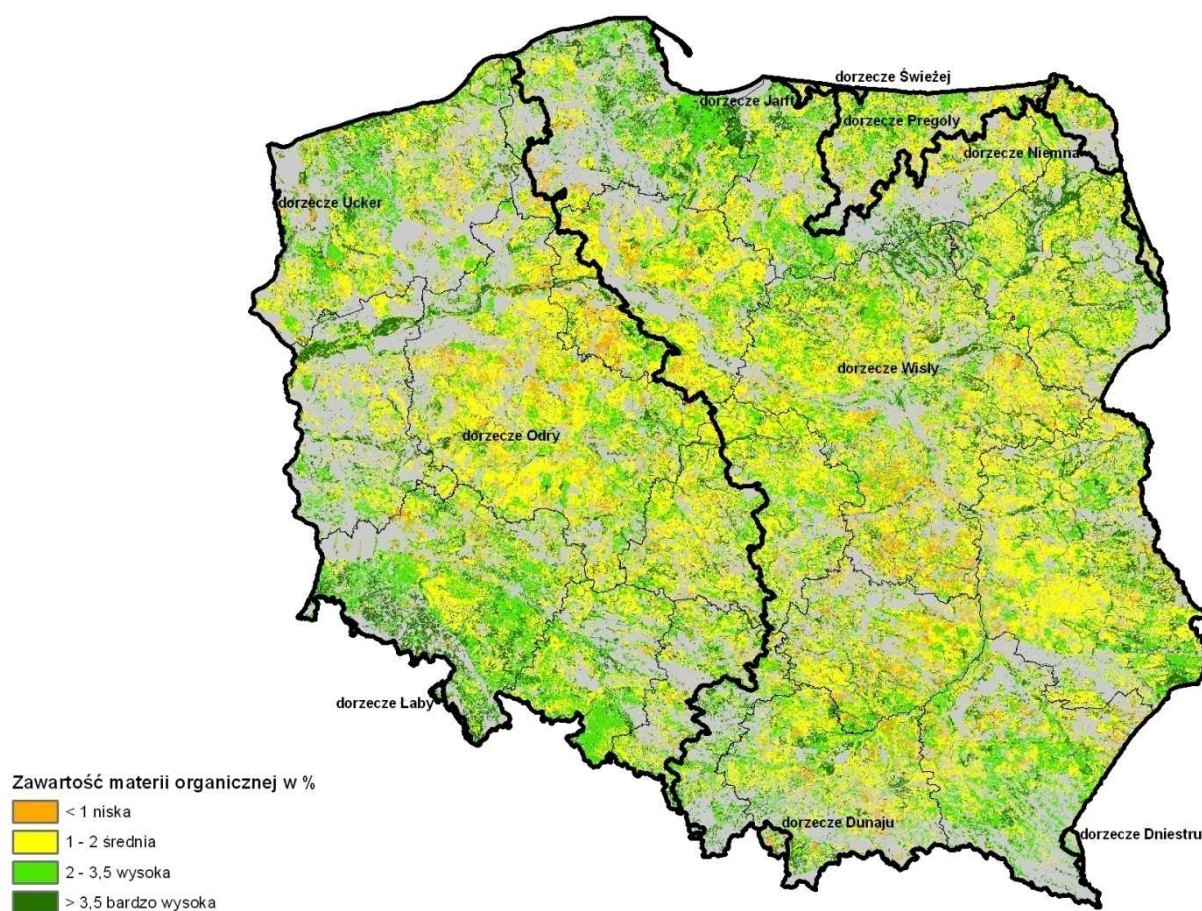 dorzecze Świeżej
dorzecze Janft
dorzecze Pregoły
dorzecze Niemna
dorzecze Ucker
dorzecze Wisły
dorzecze Odry
dorzecze Łaby
dorzecze Dunaju
dorzecze Dniestru
Zawartość materii organicznej w %
< 1 niska
1 - 2 średnia
2 - 3,5 wysoka
> 3,5 bardzo wysoka